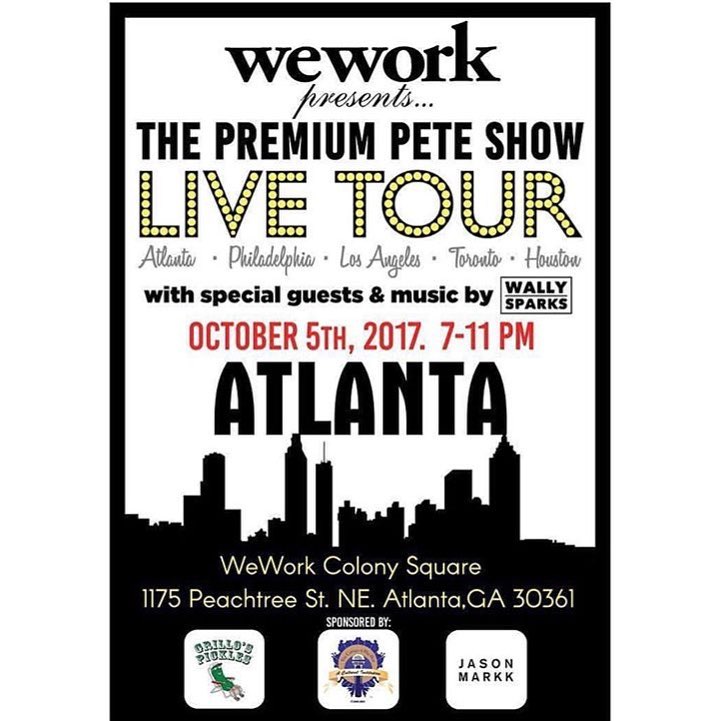 wework
presents...
THE PREMIUM PETE SHOW
LIVE TOUR
Atlanta • Philadelphia • Los Angeles • Toronto • Houston
with special guests & music by WALLY SPARKS
OCTOBER 5TH, 2017. 7-11 PM
ATLANTA
WeWork Colony Square
1175 Peachtree St. NE. Atlanta,GA 30361
SPONSORED BY:
GRILLO'S
PICKLES
A Cultural Institution
JASON
MARKK